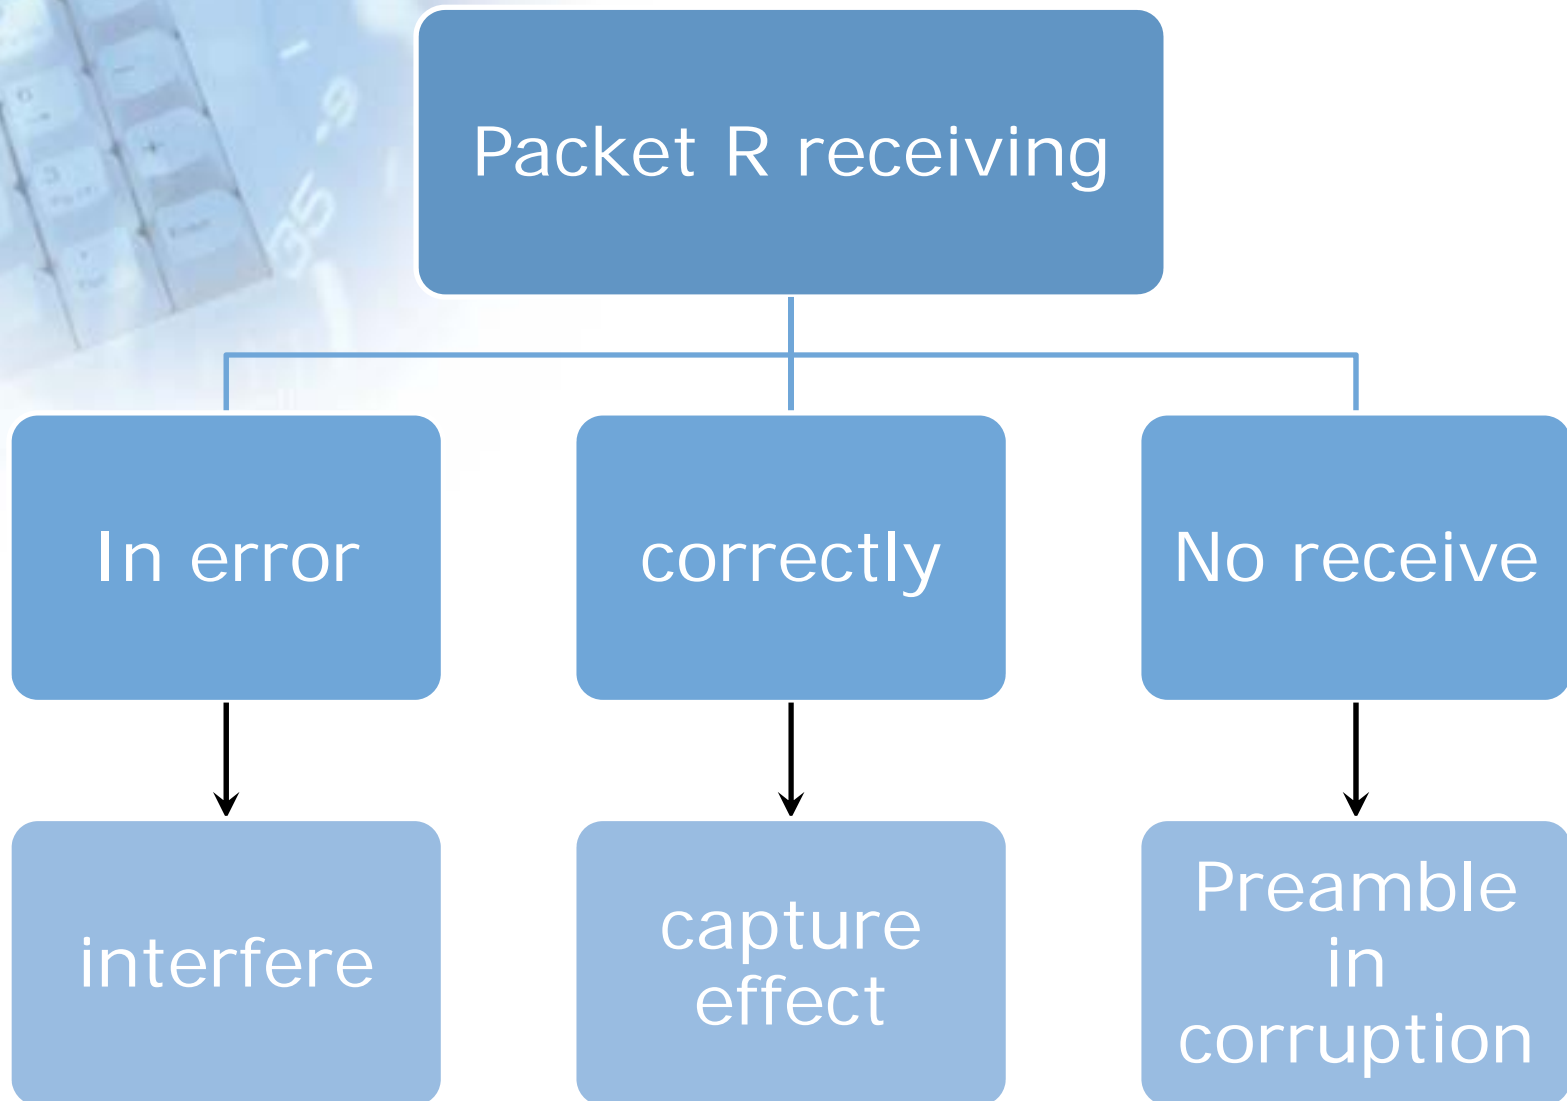 Packet R receiving
In error
correctly
No receive
interfere
capture
effect
Preamble
in
corruption